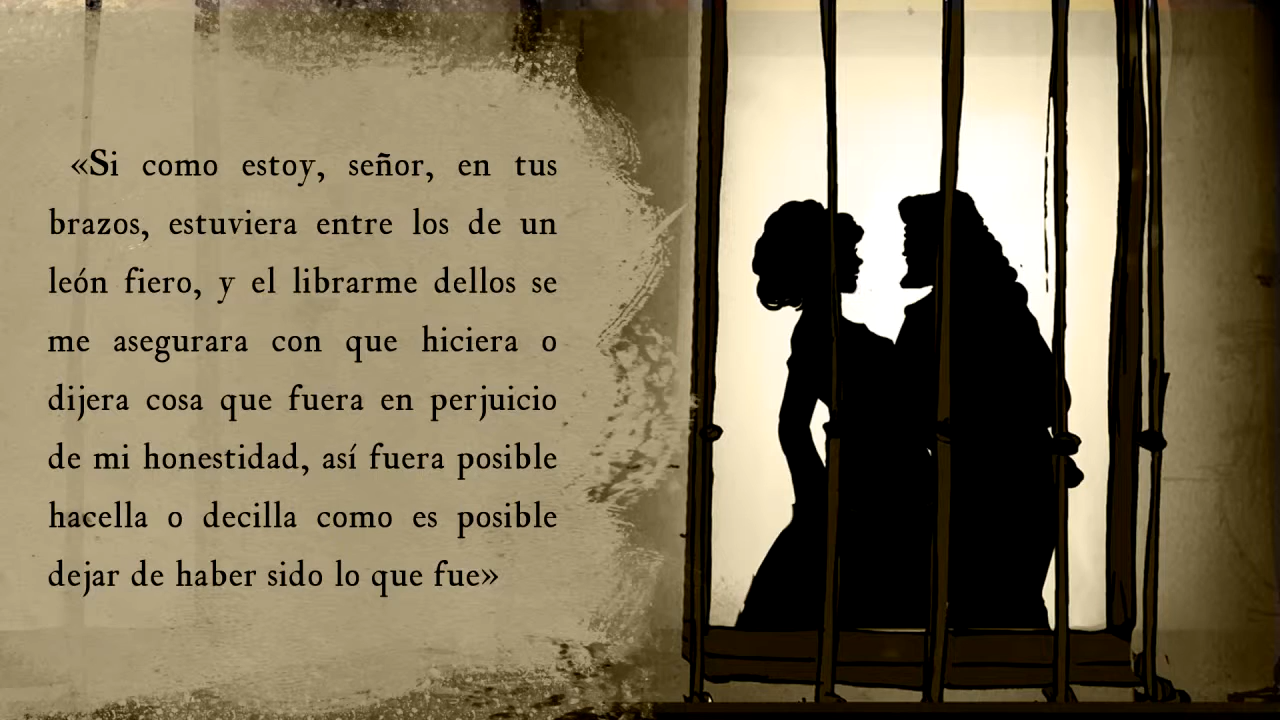 «Si como estoy, señor, en tus
brazos, estuviera entre los de un
león fiero, y el librarme dellos se
me asegurara con que hiciera o
dijera cosa que fuera en perjuicio
de mi honestidad, así fuera posible
hacella o decilla como es posible
dejar de haber sido lo que fue»